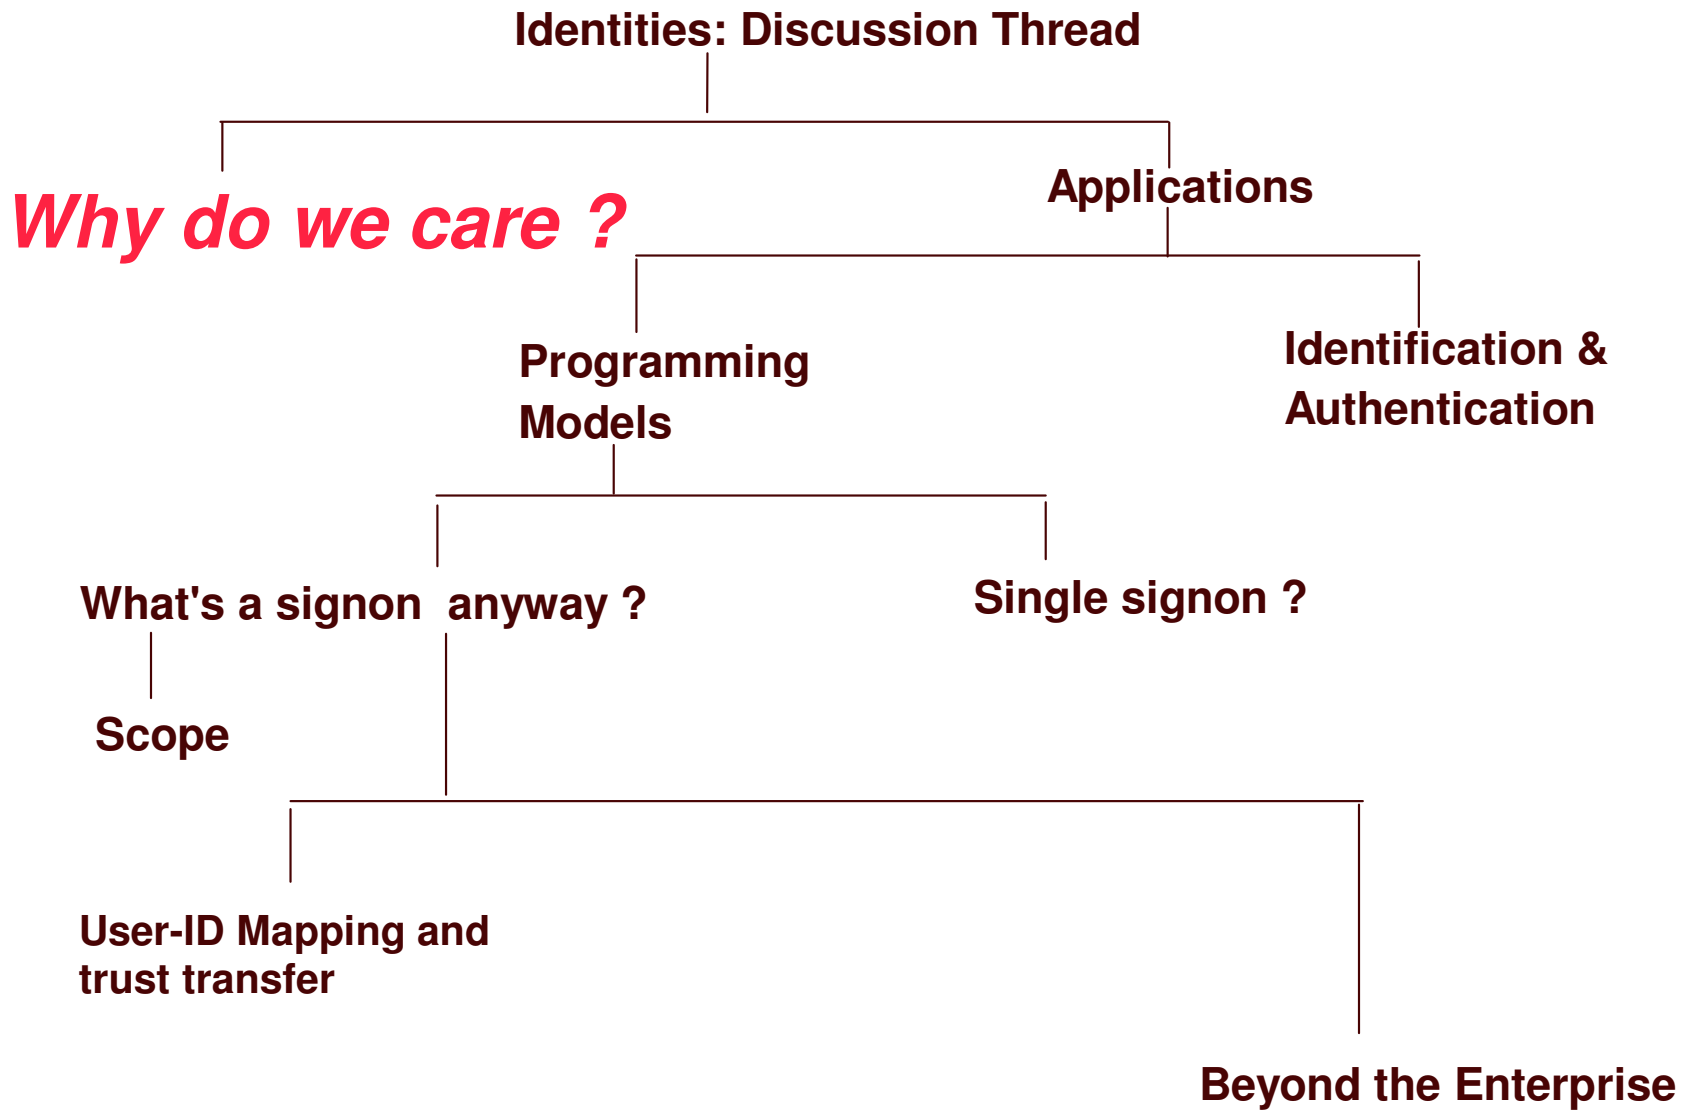 Identities: Discussion Thread
Why do we care ?
Applications
Programming
Models
Identification &
Authentication
What's a signon  anyway ?
Single signon ?
Scope
User-ID Mapping and
trust transfer
Beyond the Enterprise